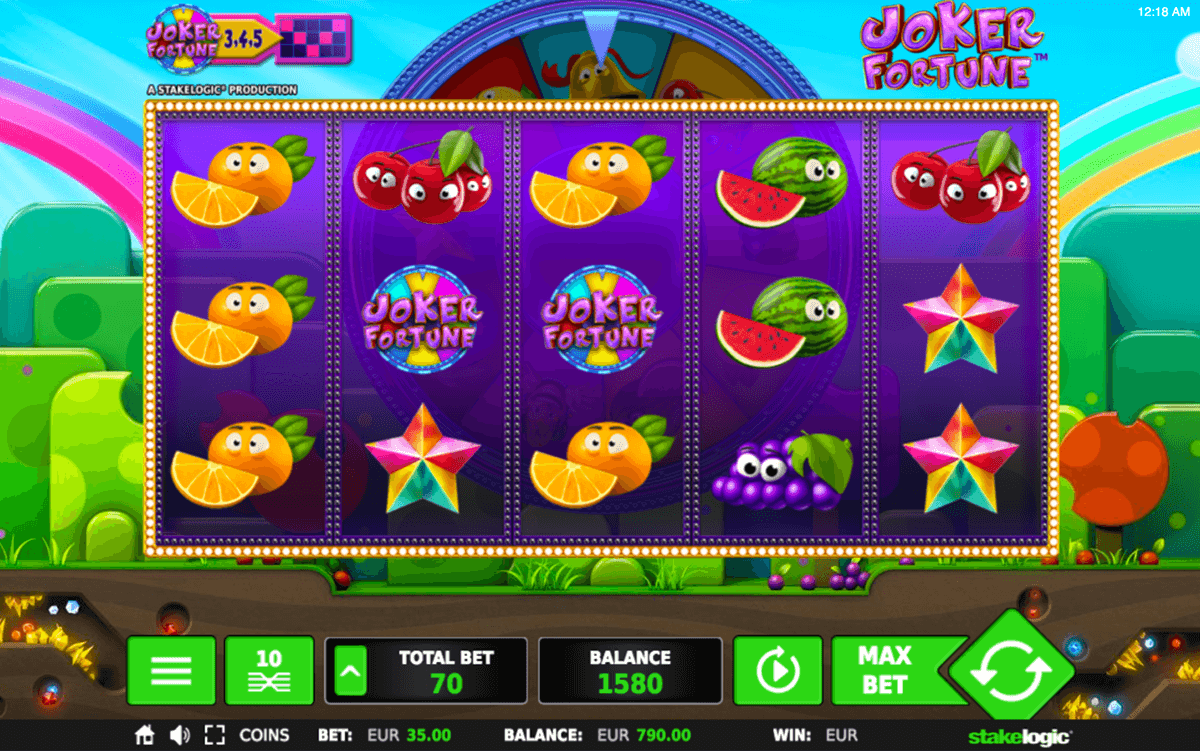 12:18 AM
JOKER
FORTUNE
3,4,5
JOKER
FORTUNE™
A STAKELOGIC® PRODUCTION
JOKER
FORTUNE
JOKER
FORTUNE
10
TOTAL BET
70
BALANCE
1580
MAX
BET
COINS BET: EUR 35.00 BALANCE: EUR 790.00 WIN: EUR
stakelogic®